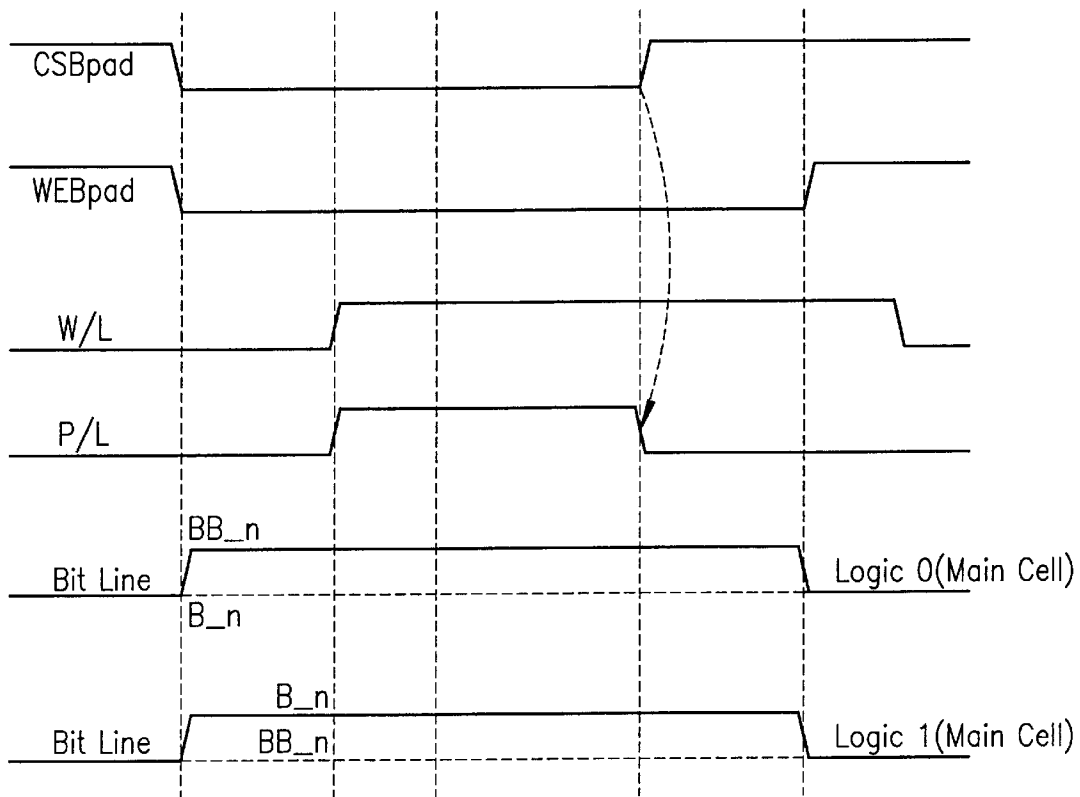 CSBpad
WEBpad
W/L
P/L
BB_n
Bit Line
Logic 0(Main Cell)
B_n
B_n
Bit Line
BB_n
Logic 1(Main Cell)